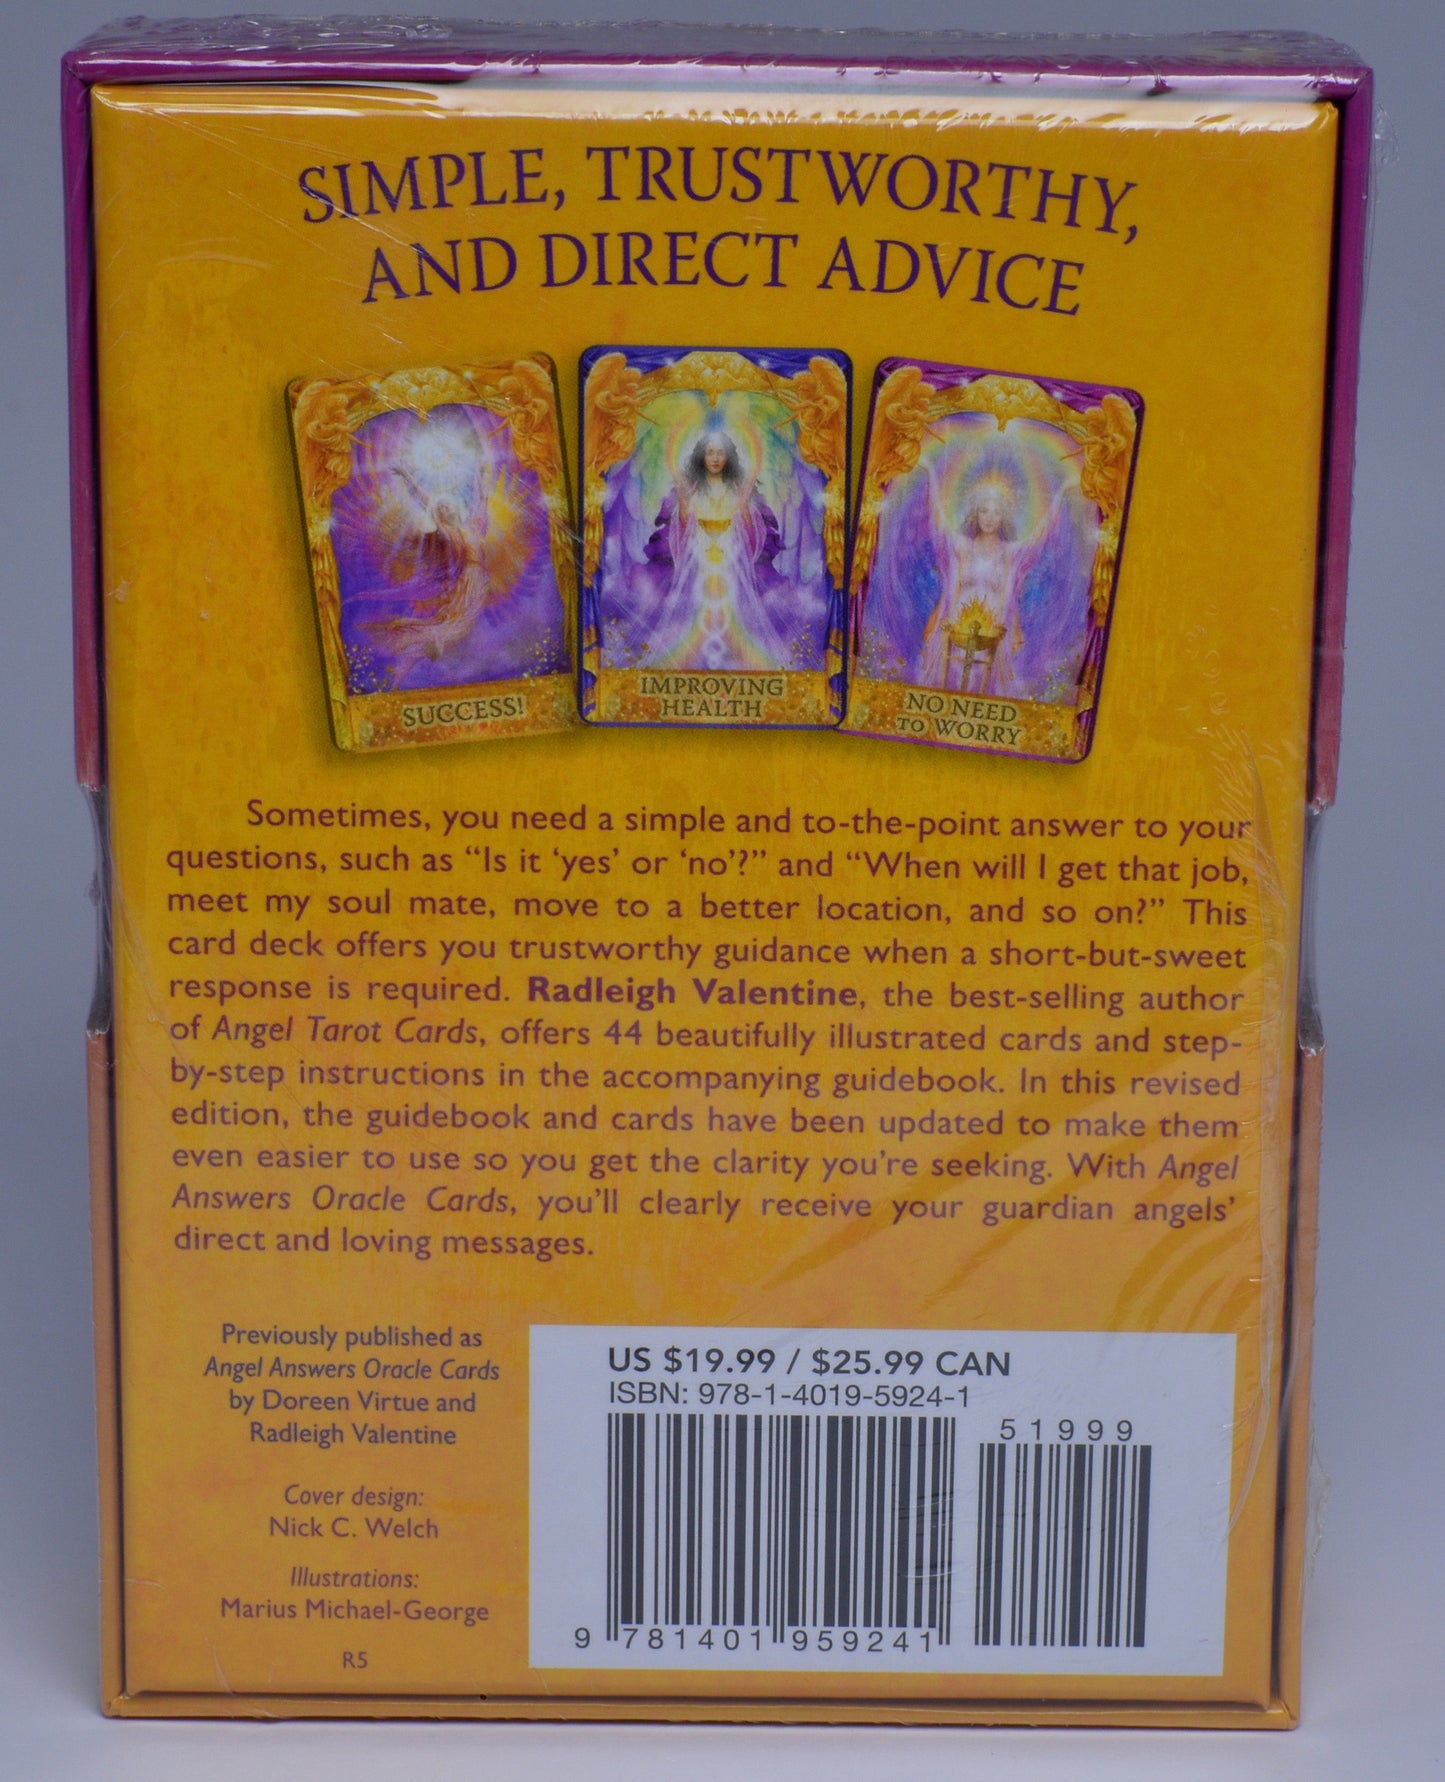 SIMPLE, TRUSTWORTHY,
AND DIRECT ADVICE
SUCCESS!
IMPROVING
HEALTH
NO NEED
TO WORRY
Sometimes, you need a simple and to-the-point answer to your
questions, such as “Is it ‘yes’ or ‘no’?” and “When will I get that job,
meet my soul mate, move to a better location, and so on?” This
card deck offers you trustworthy guidance when a short-but-sweet
response is required. Radleigh Valentine, the best-selling author
of Angel Tarot Cards, offers 44 beautifully illustrated cards and step-
by-step instructions in the accompanying guidebook. In this revised
edition, the guidebook and cards have been updated to make them
even easier to use so you get the clarity you’re seeking. With Angel
Answers Oracle Cards, you’ll clearly receive your guardian angels’
direct and loving messages.
Previously published as
Angel Answers Oracle Cards
by Doreen Virtue and
Radleigh Valentine
Cover design:
Nick C. Welch
Illustrations:
Marius Michael-George
R5
US $19.99 / $25.99 CAN
ISBN: 978-1-4019-5924-1
51999
9 781401 959241